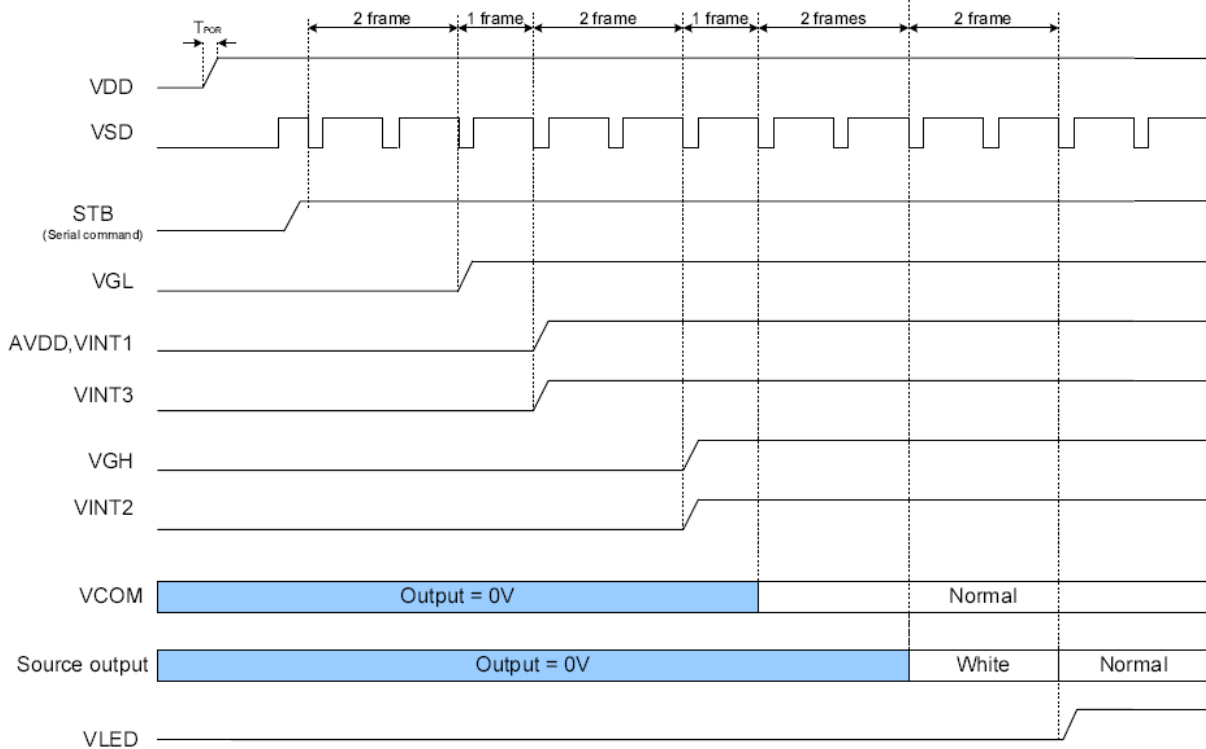 2 frame 1 frame 2 frame 1 frame 2 frames 2 frame
TPOR
VDD
VSD
STB
(Serial command)
VGL
AVDD,VINT1
VINT3
VGH
VINT2
VCOM Output = 0V Normal
Source output Output = 0V White Normal
VLED